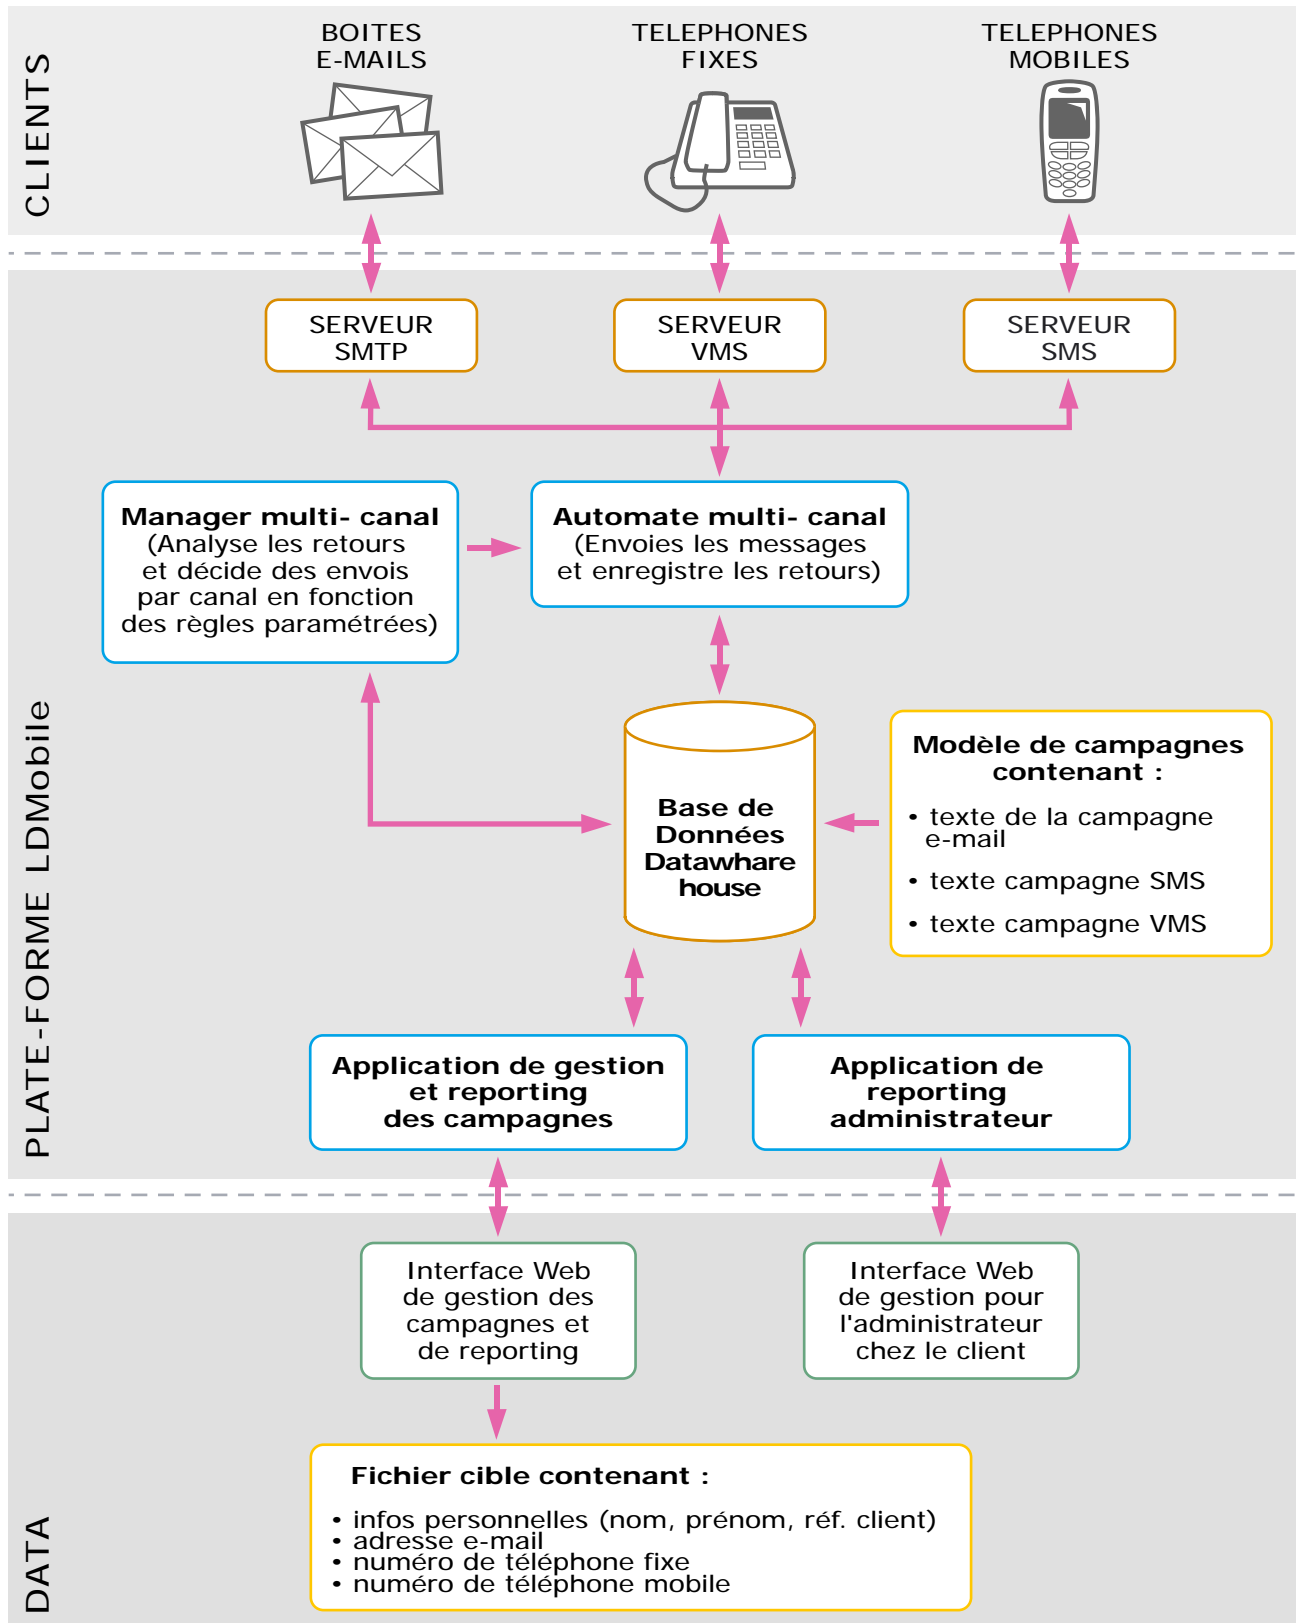 CLIENTS
BOITES
E-MAILS
TELEPHONES
FIXES
TELEPHONES
MOBILES
PLATE-FORME LDMobile
SERVEUR
SMTP
SERVEUR
VMS
SERVEUR
SMS
Manager multi- canal
(Analyse les retours
et décide des envois
par canal en fonction
des règles paramétrées)
Automate multi- canal
(Envoies les messages
et enregistre les retours)
Base de
Données
Datawhare
house
Modèle de campagnes
contenant :
• texte de la campagne
e-mail
• texte campagne SMS
• texte campagne VMS
Application de gestion
et reporting
des campagnes
Application de
reporting
administrateur
DATA
Interface Web
de gestion des
campagnes et
de reporting
Interface Web
de gestion pour
l'administrateur
chez le client
Fichier cible contenant :
• infos personnelles (nom, prénom, réf. client)
• adresse e-mail
• numéro de téléphone fixe
• numéro de téléphone mobile